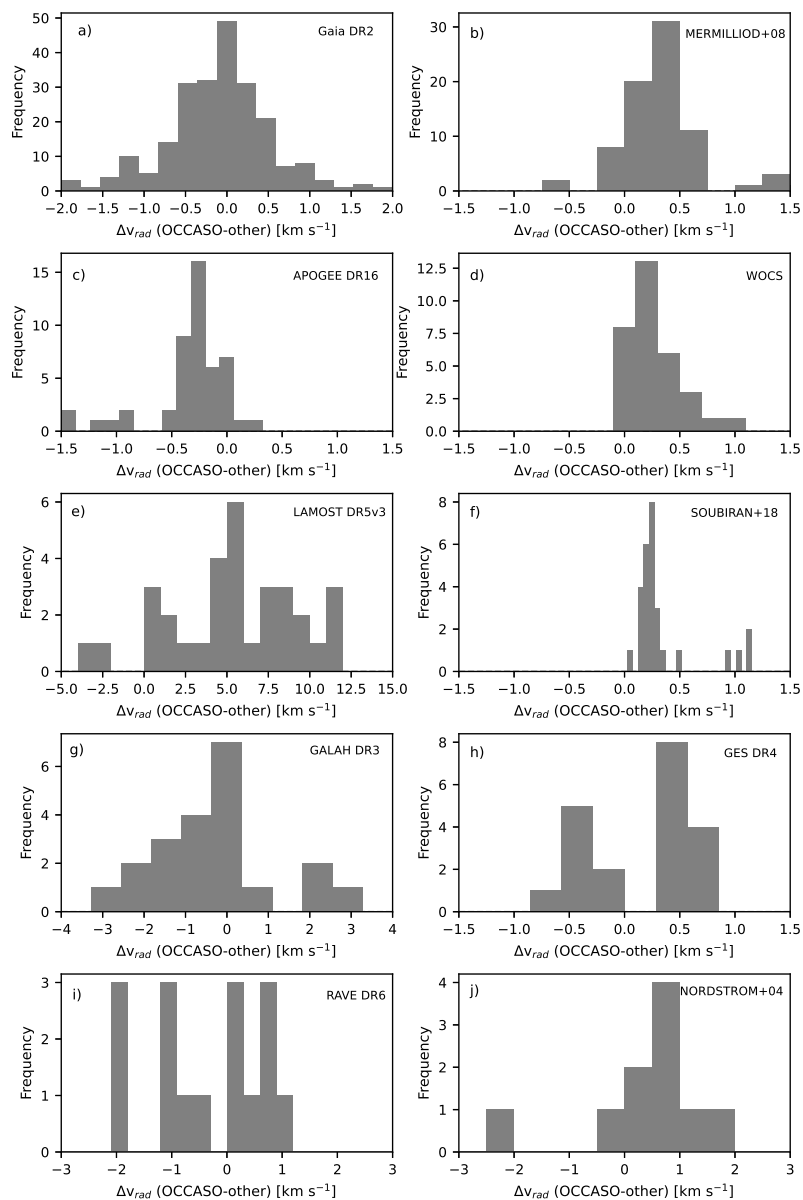 a) Gaia DR2
Frequency
50
40
30
20
10
0
−2.0 −1.5 −1.0 −0.5 0.0 0.5 1.0 1.5 2.0
Δv_rad (OCCASO-other) [km s⁻¹]
b) MERMILLIOD+08
Frequency
30
20
10
0
−1.5 −1.0 −0.5 0.0 0.5 1.0 1.5
Δv_rad (OCCASO-other) [km s⁻¹]
c) APOGEE DR16
Frequency
15
10
5
0
−1.5 −1.0 −0.5 0.0 0.5 1.0 1.5
Δv_rad (OCCASO-other) [km s⁻¹]
d) WOCS
Frequency
12.5
10.0
7.5
5.0
2.5
0.0
−1.5 −1.0 −0.5 0.0 0.5 1.0 1.5
Δv_rad (OCCASO-other) [km s⁻¹]
e) LAMOST DR5v3
Frequency
6
4
2
0
−5.0 −2.5 0.0 2.5 5.0 7.5 10.0 12.5 15.0
Δv_rad (OCCASO-other) [km s⁻¹]
f) SOUBIRAN+18
Frequency
8
6
4
2
0
−1.5 −1.0 −0.5 0.0 0.5 1.0 1.5
Δv_rad (OCCASO-other) [km s⁻¹]
g) GALAH DR3
Frequency
6
4
2
0
−4 −3 −2 −1 0 1 2 3 4
Δv_rad (OCCASO-other) [km s⁻¹]
h) GES DR4
Frequency
8
6
4
2
0
−1.5 −1.0 −0.5 0.0 0.5 1.0 1.5
Δv_rad (OCCASO-other) [km s⁻¹]
i) RAVE DR6
Frequency
3
2
1
0
−3 −2 −1 0 1 2 3
Δv_rad (OCCASO-other) [km s⁻¹]
j) NORDSTROM+04
Frequency
4
3
2
1
0
−3 −2 −1 0 1 2 3
Δv_rad (OCCASO-other) [km s⁻¹]